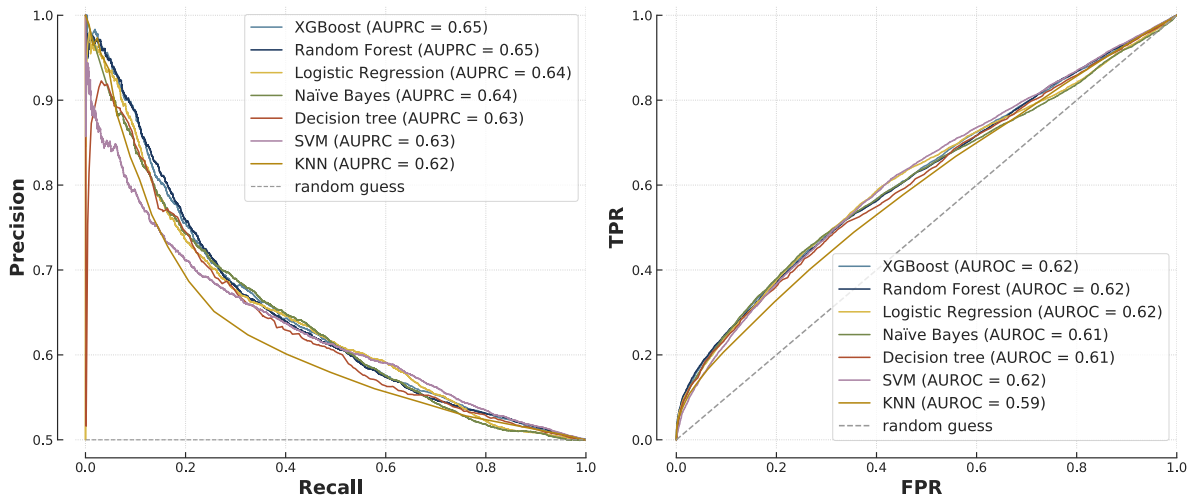 1.0
0.9
0.8
0.7
0.6
0.5
Precision
0.0
0.2
0.4
0.6
0.8
1.0
Recall
XGBoost (AUPRC = 0.65)
Random Forest (AUPRC = 0.65)
Logistic Regression (AUPRC = 0.64)
Naïve Bayes (AUPRC = 0.64)
Decision tree (AUPRC = 0.63)
SVM (AUPRC = 0.63)
KNN (AUPRC = 0.62)
random guess
1.0
0.8
0.6
0.4
0.2
0.0
TPR
0.0
0.2
0.4
0.6
0.8
1.0
FPR
XGBoost (AUROC = 0.62)
Random Forest (AUROC = 0.62)
Logistic Regression (AUROC = 0.62)
Naïve Bayes (AUROC = 0.61)
Decision tree (AUROC = 0.61)
SVM (AUROC = 0.62)
KNN (AUROC = 0.59)
random guess